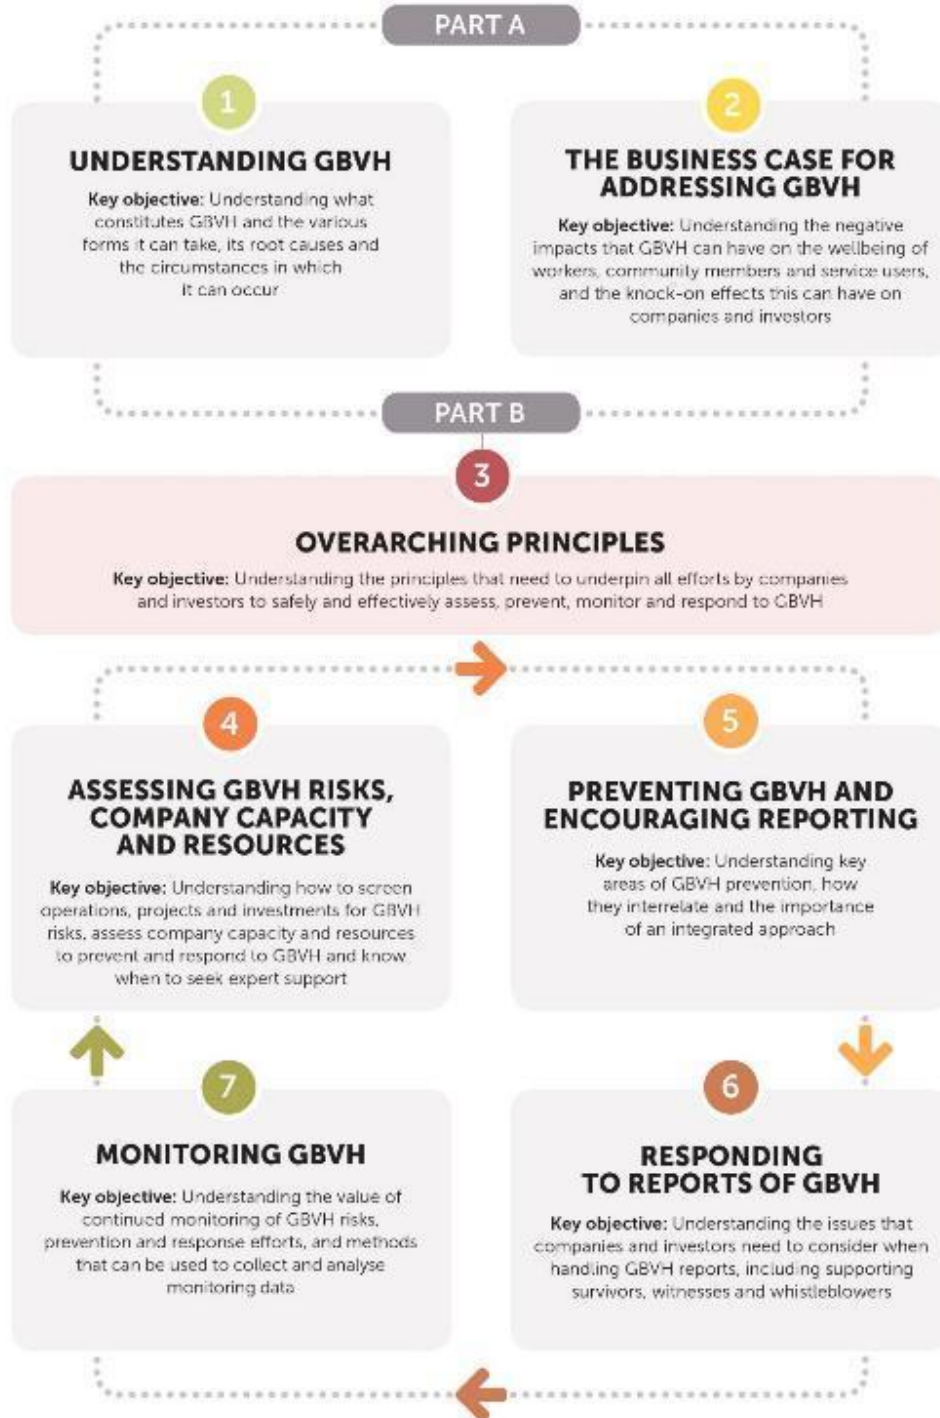 PART A
1
UNDERSTANDING GBVH
Key objective: Understanding what
constitutes GBVH and the various
forms it can take, its root causes and
the circumstances in which
it can occur
2
THE BUSINESS CASE FOR
ADDRESSING GBVH
Key objective: Understanding the negative
impacts that GBVH can have on the wellbeing of
workers, community members and service users,
and the knock-on effects this can have on
companies and investors
PART B
3
OVERARCHING PRINCIPLES
Key objective: Understanding the principles that need to underpin all efforts by companies
and investors to safely and effectively assess, prevent, monitor and respond to GBVH
4
ASSESSING GBVH RISKS,
COMPANY CAPACITY
AND RESOURCES
Key objective: Understanding how to screen
operations, projects and investments for GBVH
risks, assess company capacity and resources
to prevent and respond to GBVH and know
when to seek expert support
5
PREVENTING GBVH AND
ENCOURAGING REPORTING
Key objective: Understanding key
areas of GBVH prevention, how
they interrelate and the importance
of an integrated approach
6
RESPONDING
TO REPORTS OF GBVH
Key objective: Understanding the issues that
companies and investors need to consider when
handling GBVH reports, including supporting
survivors, witnesses and whistleblowers
7
MONITORING GBVH
Key objective: Understanding the value of
continued monitoring of GBVH risks,
prevention and response efforts, and methods
that can be used to collect and analyse
monitoring data